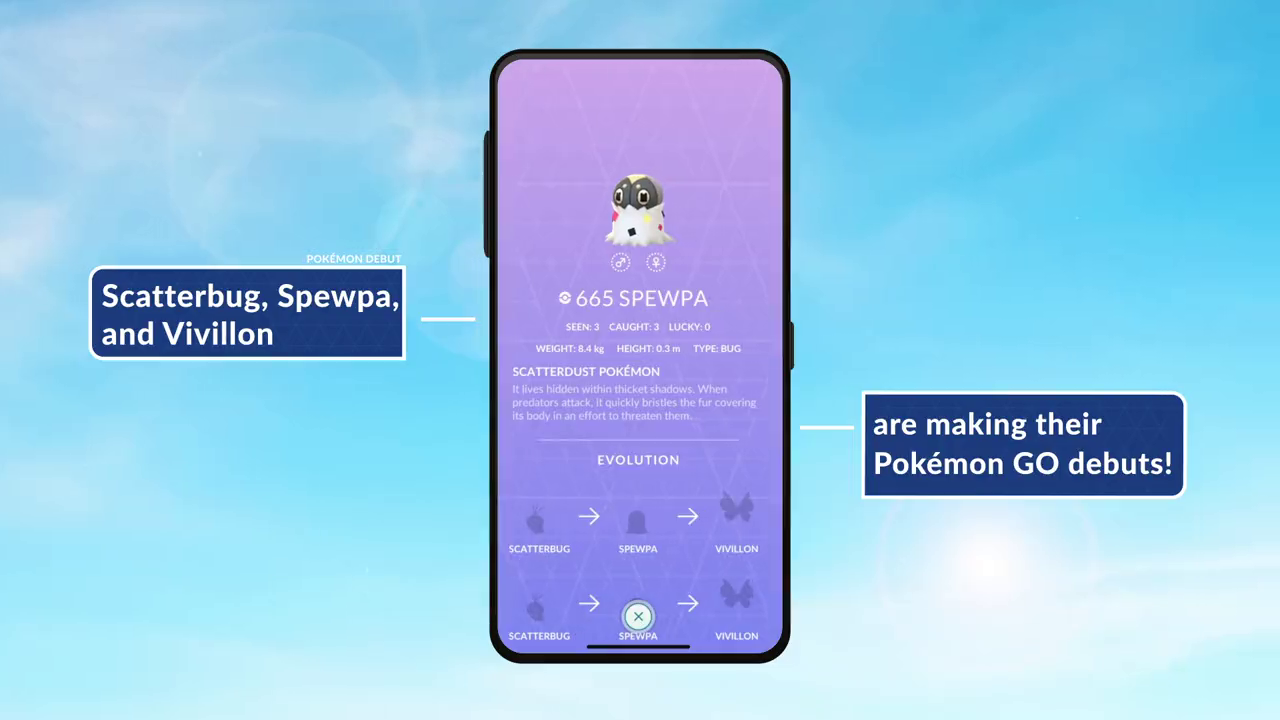 POKÉMON DEBUT
Scatterbug, Spewpa,
and Vivillon
665 SPEWPA
SEEN: 3 CAUGHT: 3 LUCKY: 0
WEIGHT: 8.4 kg HEIGHT: 0.3 m TYPE: BUG
SCATTERDUST POKÉMON
It lives hidden within thicket shadows. When
predators attack, it quickly bristles the fur covering
its body in an effort to threaten them.
EVOLUTION
SCATTERBUG SPEWPA VIVILLON
SCATTERBUG SPEWPA VIVILLON
are making their
Pokémon GO debuts!